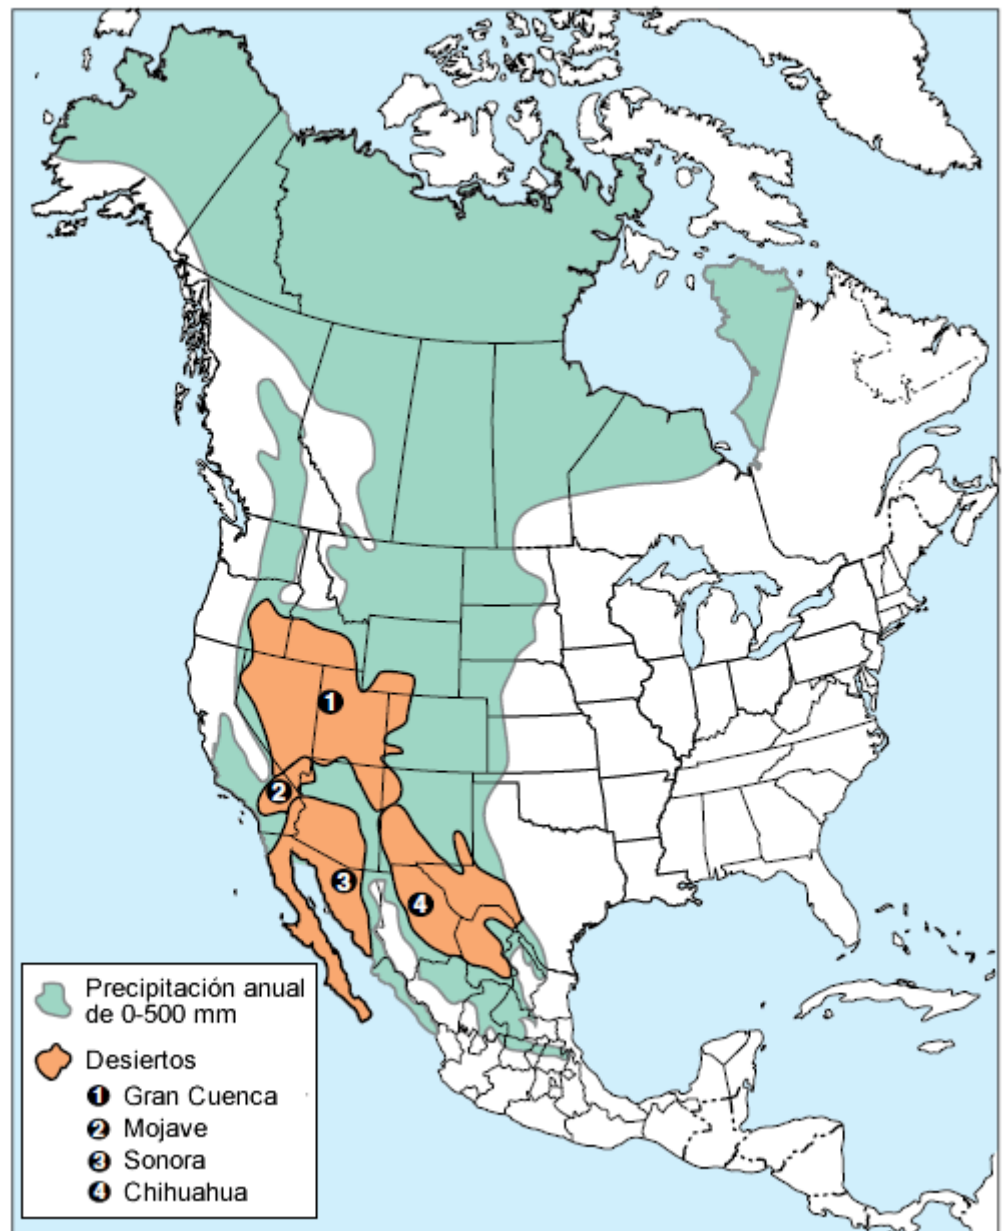 1
2
3
4
Precipitación anual
de 0-500 mm
Desiertos
1 Gran Cuenca
2 Mojave
3 Sonora
4 Chihuahua